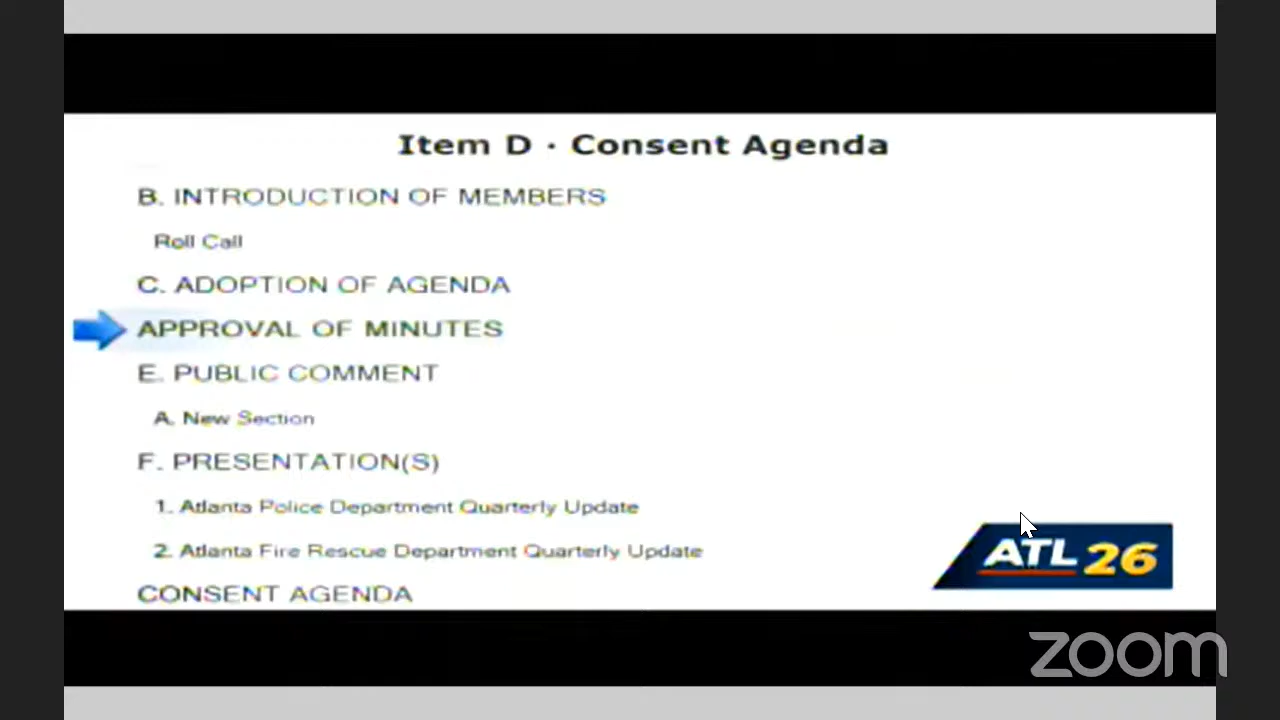 Item D · Consent Agenda
B. INTRODUCTION OF MEMBERS
Roll Call
C. ADOPTION OF AGENDA
APPROVAL OF MINUTES
E. PUBLIC COMMENT
A. New Section
F. PRESENTATION(S)
1. Atlanta Police Department Quarterly Update
2. Atlanta Fire Rescue Department Quarterly Update
CONSENT AGENDA
ATL 26
zoom